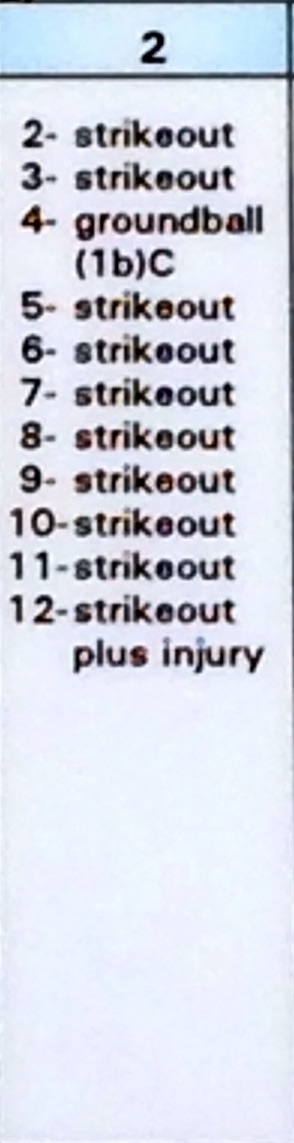 2
2- strikeout
3- strikeout
4- groundball
(1b)C
5- strikeout
6- strikeout
7- strikeout
8- strikeout
9- strikeout
10-strikeout
11-strikeout
12-strikeout
plus injury